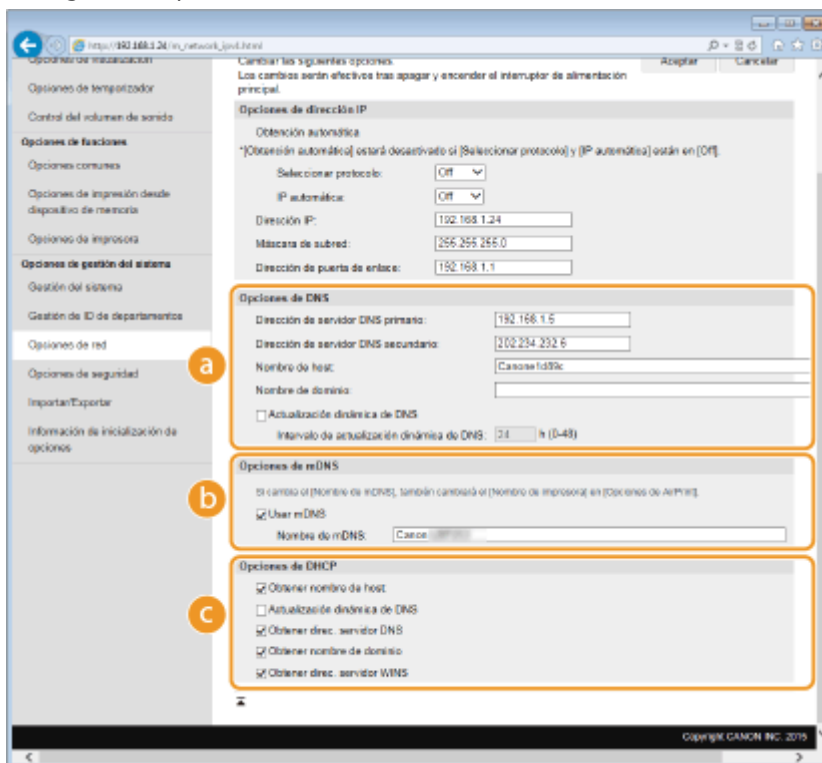 http://192.168.1.24/m_network_ipv4.html
Opciones de visualización
Cambiar las siguientes opciones.
Aceptar
Cancelar
Los cambios serán efectivos tras apagar y encender el interruptor de alimentación
principal.
Opciones de temporizador
Control del volumen de sonido
Opciones de funciones
Opciones comunes
Opciones de impresión desde
dispositivo de memoria
Opciones de impresora
Opciones de gestión del sistema
Gestión del sistema
Gestión de ID de departamentos
Opciones de red
Opciones de seguridad
Importar/Exportar
Información de inicialización de
opciones
Opciones de dirección IP
Obtención automática
*[Obtención automática] estará desactivado si [Seleccionar protocolo] y [IP automática] están en [Off].
Seleccionar protocolo: Off
IP automática: Off
Dirección IP: 192.168.1.24
Máscara de subred: 255.255.255.0
Dirección de puerta de enlace: 192.168.1.1
a
Opciones de DNS
Dirección de servidor DNS primario: 192.168.1.5
Dirección de servidor DNS secundario: 202.234.232.6
Nombre de host: Canone1d89c
Nombre de dominio:
Actualización dinámica de DNS
Intervalo de actualización dinámica de DNS: 24 h (0-48)
b
Opciones de mDNS
Si cambia el [Nombre de mDNS], también cambiará el [Nombre de impresora] en [Opciones de AirPrint].
Usar mDNS
Nombre de mDNS: Canon
c
Opciones de DHCP
Obtener nombre de host
Actualización dinámica de DNS
Obtener direc. servidor DNS
Obtener nombre de dominio
Obtener direc. servidor WINS
Copyright CANON INC. 2015